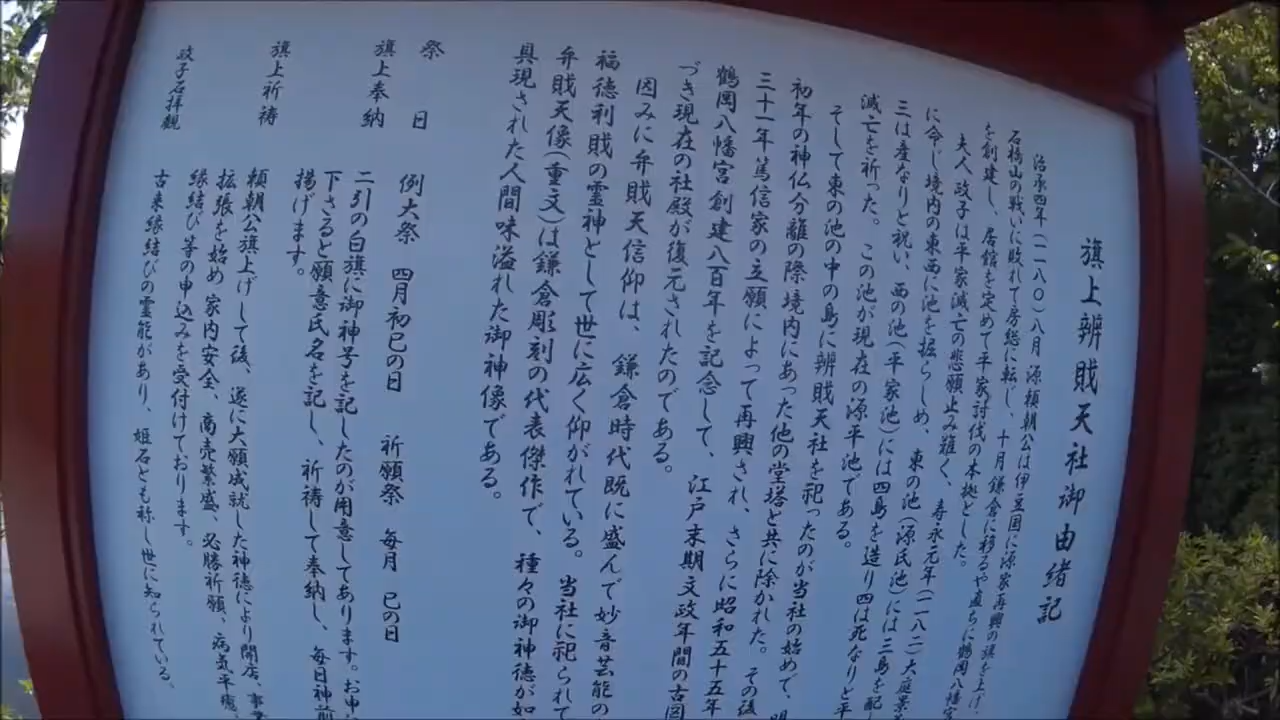 旗上辨財天社御由緒記
治承四年(一一八〇)八月 源頼朝公は伊豆国に源家再興の旗を上げ、
石橋山の戦いに敗れて房総に転じ、十月鎌倉に移るや直ちに鶴岡八幡宮
を創建し、居館を定めて平家討伐の本拠とした。
夫人政子は平家滅亡の悲願止み難く、寿永元年(一一八二)大庭景
に令じ境内の東西に池を掘らしめ、東の池(源氏池)には三島を配し
三は産なりと祝い、西の池(平家池)には四島を造り四は死なりと平
滅亡を祈った。この池が現在の源平池である。
そして東の池の中の島に辨財天社を祀ったのが当社の始めで、明
初年の神仏分離の際境内にあった他の堂塔と共に除かれた。その後
三十一年篤信家の立願によって再興され、さらに昭和五十五年
鶴岡八幡宮創建八百年を記念して、江戸末期文政年間の古図
づき現在の社殿が復元されたのである。
因みに弁財天信仰は、鎌倉時代既に盛んで妙音芸能の
福徳利財の霊神として世に広く仰がれている。当社に祀られて
弁財天像(重文)は鎌倉彫刻の代表傑作で、種々の御神徳が如
具現された人間味溢れた御神像である。
祭 日 例大祭 四月初巳の日 祈願祭 毎月 巳の日
旗上奉納 二引の白旗に御神号を記したのが用意してあります。お申
下さると願意氏名を記し、祈祷して奉納し、毎日神前
揚げます。
旗上祈祷 頼朝公旗上げして後、遂に大願成就した神徳により開店、事業
拡張を始め 家内安全、商売繁盛、必勝祈願、病気平癒、
縁結び等の申込みを受付けております。
政子石拝観 古来縁結びの霊能があり、姫石とも称し世に知られている。